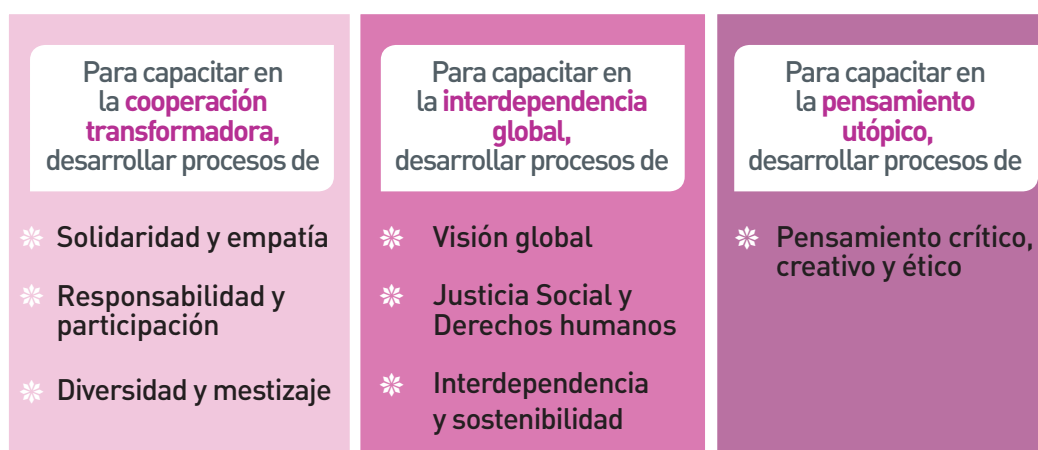 Para capacitar en
la cooperación
transformadora,
desarrollar procesos de
Solidaridad y empatía
Responsabilidad y
participación
Diversidad y mestizaje
Para capacitar en
la interdependencia
global,
desarrollar procesos de
Visión global
Justicia Social y
Derechos humanos
Interdependencia
y sostenibilidad
Para capacitar en
la pensamiento
utópico,
desarrollar procesos de
Pensamiento crítico,
creativo y ético